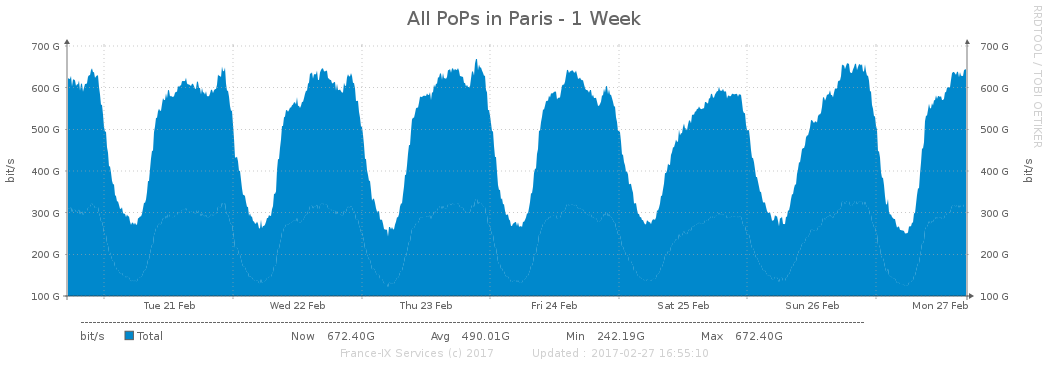 All PoPs in Paris - 1 Week
RRDTOOL / TOBI OETIKER
700 G 700 G
600 G 600 G
500 G 500 G
400 G 400 G
300 G 300 G
200 G 200 G
100 G 100 G
bit/s bit/s
Tue 21 Feb Wed 22 Feb Thu 23 Feb Fri 24 Feb Sat 25 Feb Sun 26 Feb Mon 27 Feb
bit/s Total Now 672.40G Avg 490.01G Min 242.19G Max 672.40G
France-IX Services (c) 2017 Updated : 2017-02-27 16:55:10